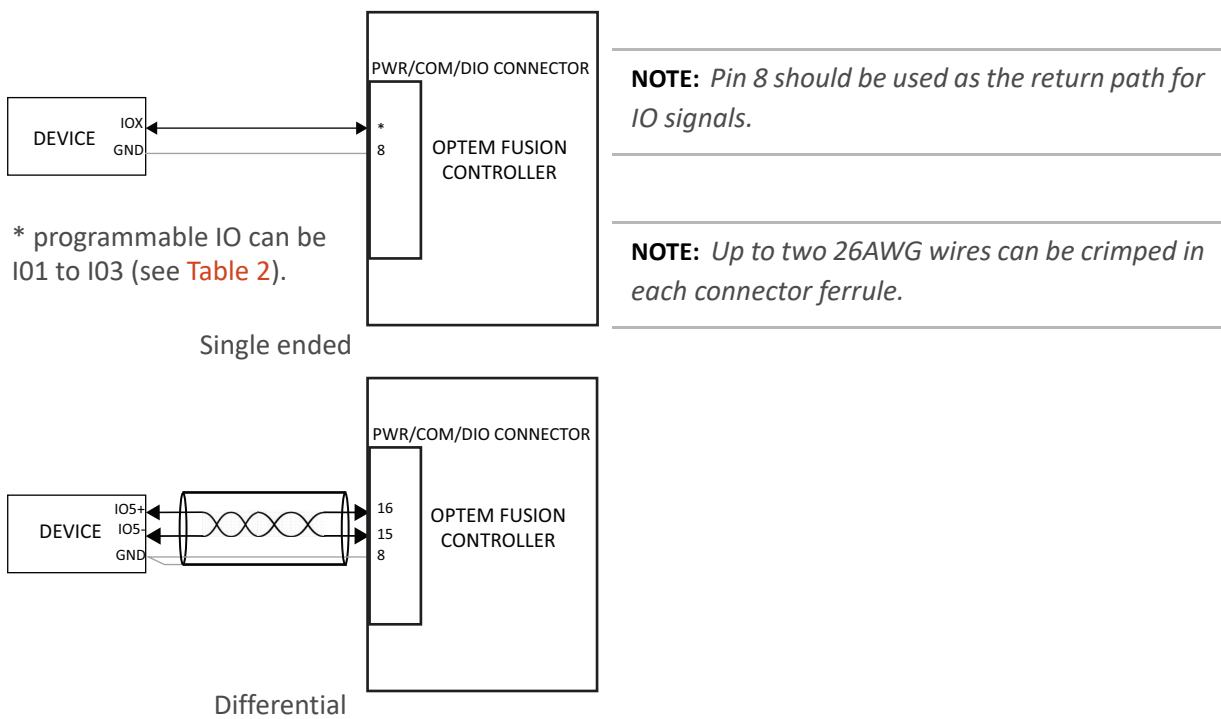 PWR/COM/DIO CONNECTOR
DEVICE
IOX
GND
*
8
OPTEM FUSION
CONTROLLER
* programmable IO can be
I01 to I03 (see Table 2).
Single ended
NOTE: Pin 8 should be used as the return path for
IO signals.
NOTE: Up to two 26AWG wires can be crimped in
each connector ferrule.
PWR/COM/DIO CONNECTOR
DEVICE
IO5+
IO5-
GND
16
15
8
OPTEM FUSION
CONTROLLER
Differential